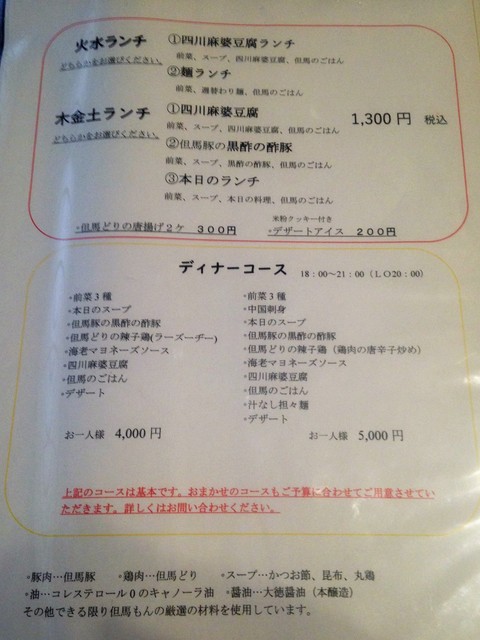 火水ランチ ①四川麻婆豆腐ランチ
どちらかをお選びください。 前菜、スープ、四川麻婆豆腐、但馬のごはん
②麺ランチ
前菜、週替わり麺、但馬のごはん
木金土ランチ ①四川麻婆豆腐 1,300 円 税込
どちらかをお選びください。 前菜、スープ、四川麻婆豆腐、但馬のごはん
②但馬豚の黒酢の酢豚
前菜、スープ、黒酢の酢豚、但馬のごはん
③本日のランチ
前菜、スープ、本日の料理、但馬のごはん
米粉クッキー付き
◦但馬どりの唐揚げ２ケ ３００円 ◦デザートアイス ２００円
ディナーコース 18：00～21：00（ＬＯ20：00）
◦前菜３種
◦本日のスープ
◦但馬豚の黒酢の酢豚
◦但馬どりの辣子鶏(ラーズーヂー)
◦海老マヨネーズソース
◦四川麻婆豆腐
◦但馬のごはん
◦デザート
お一人様 4,000 円
◦前菜３種
◦中国刺身
◦本日のスープ
◦但馬豚の黒酢の酢豚
◦但馬どりの辣子鶏（鶏肉の唐辛子炒め）
◦海老マヨネーズソース
◦四川麻婆豆腐
◦但馬のごはん
◦汁なし担々麺
◦デザート
お一人様 5,000 円
上記のコースは基本です。おまかせのコースもご予算に合わせてご用意させてい
ただきます。詳しくはお問い合わせください。
◦豚肉…但馬豚 ◦鶏肉…但馬どり ◦スープ…かつお節、昆布、丸鶏
◦油…コレステロール０のキャノーラ油 ◦醤油…大徳醤油（本醸造）
その他できる限り但馬もんの厳選の材料を使用しています。